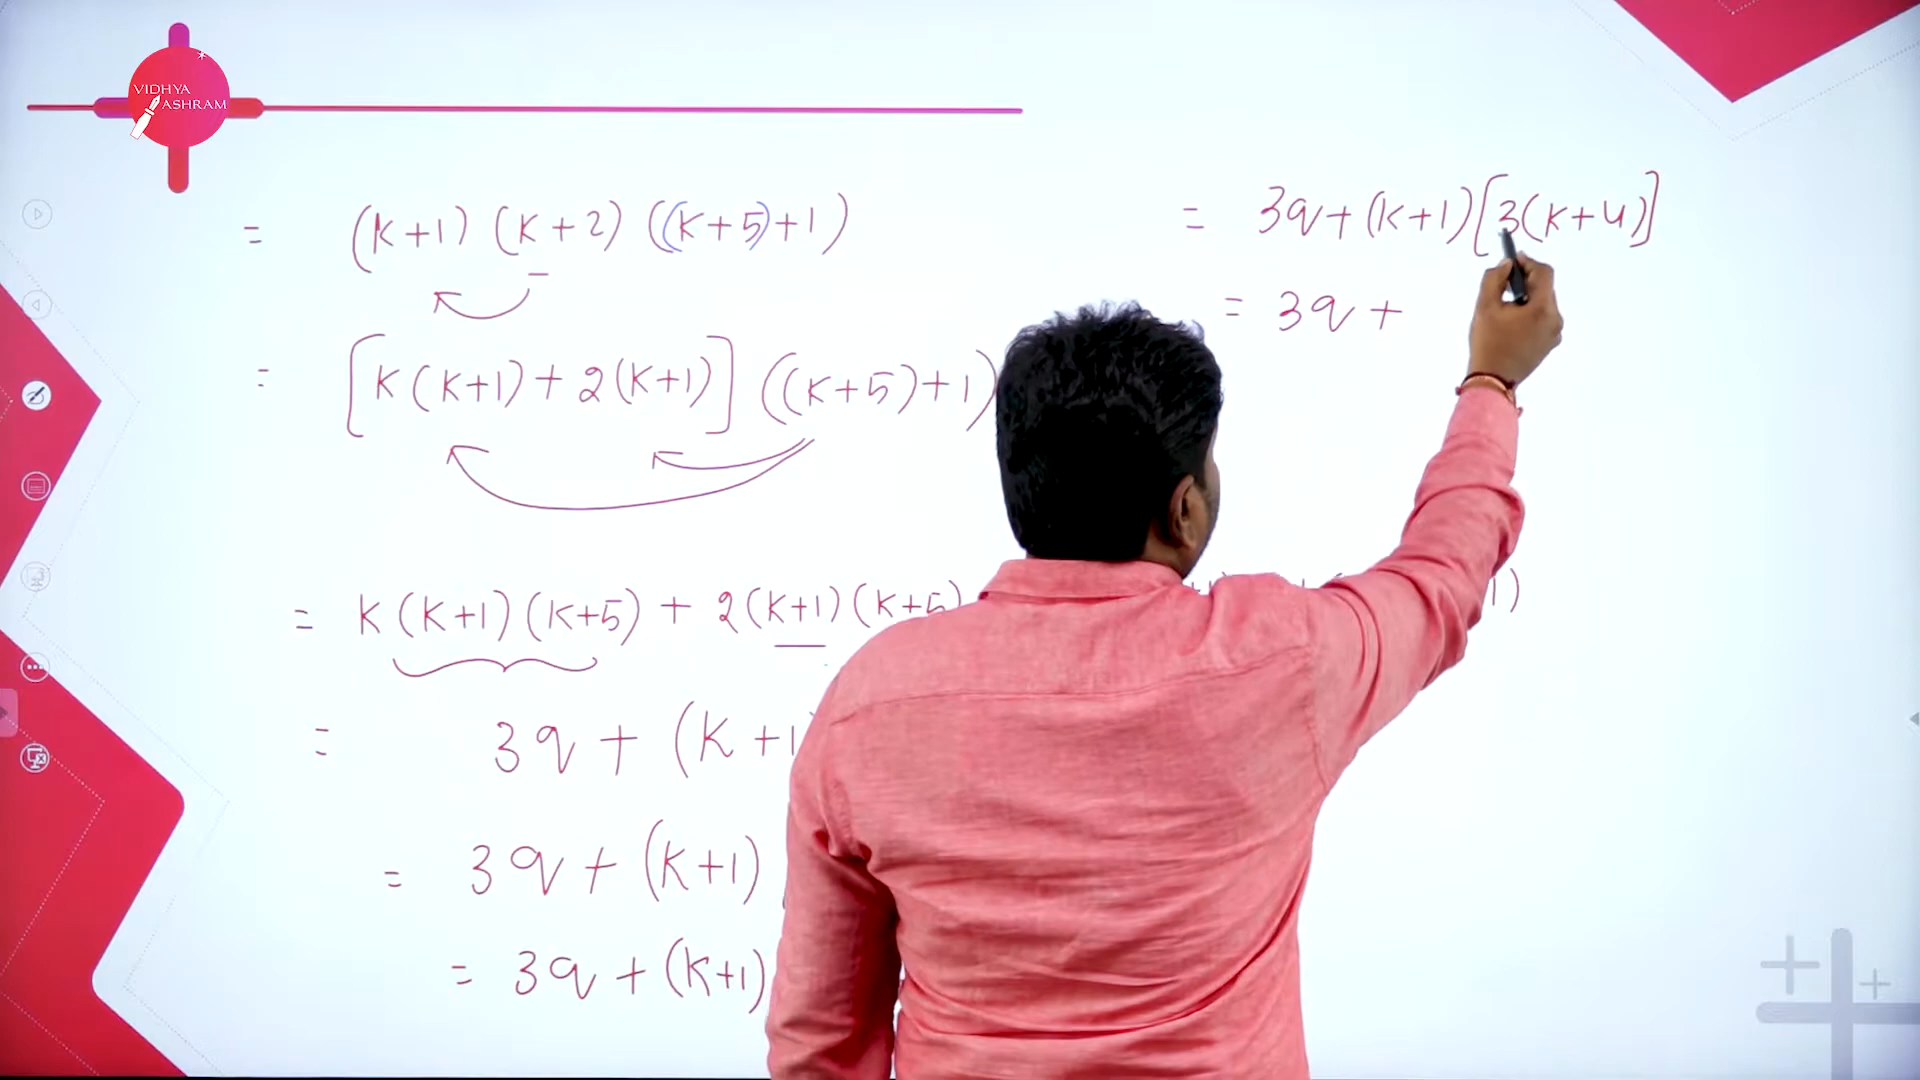 VIDHYA
ASHRAM
= (k+1) (k+2) ((k+5)+1)
= [k(k+1)+2(k+1)] ((k+5)+1)
= k(k+1)(k+5) + 2(k+1)(k+5)
1)
= 3q + (k+1
= 3q + (k+1)
= 3q + (k+1)
= 3q+(k+1)[3(k+4)]
= 3q +